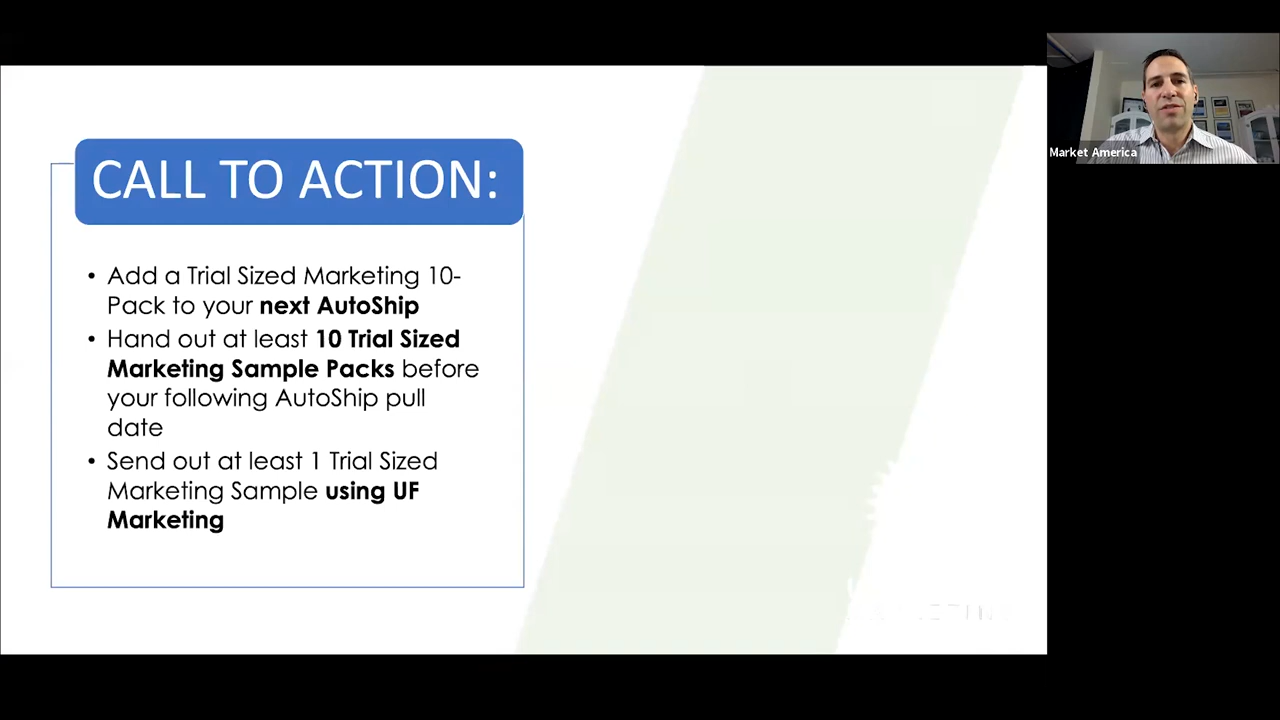 CALL TO ACTION:
• Add a Trial Sized Marketing 10-
Pack to your next AutoShip
• Hand out at least 10 Trial Sized
Marketing Sample Packs before
your following AutoShip pull
date
• Send out at least 1 Trial Sized
Marketing Sample using UF
Marketing
Market America